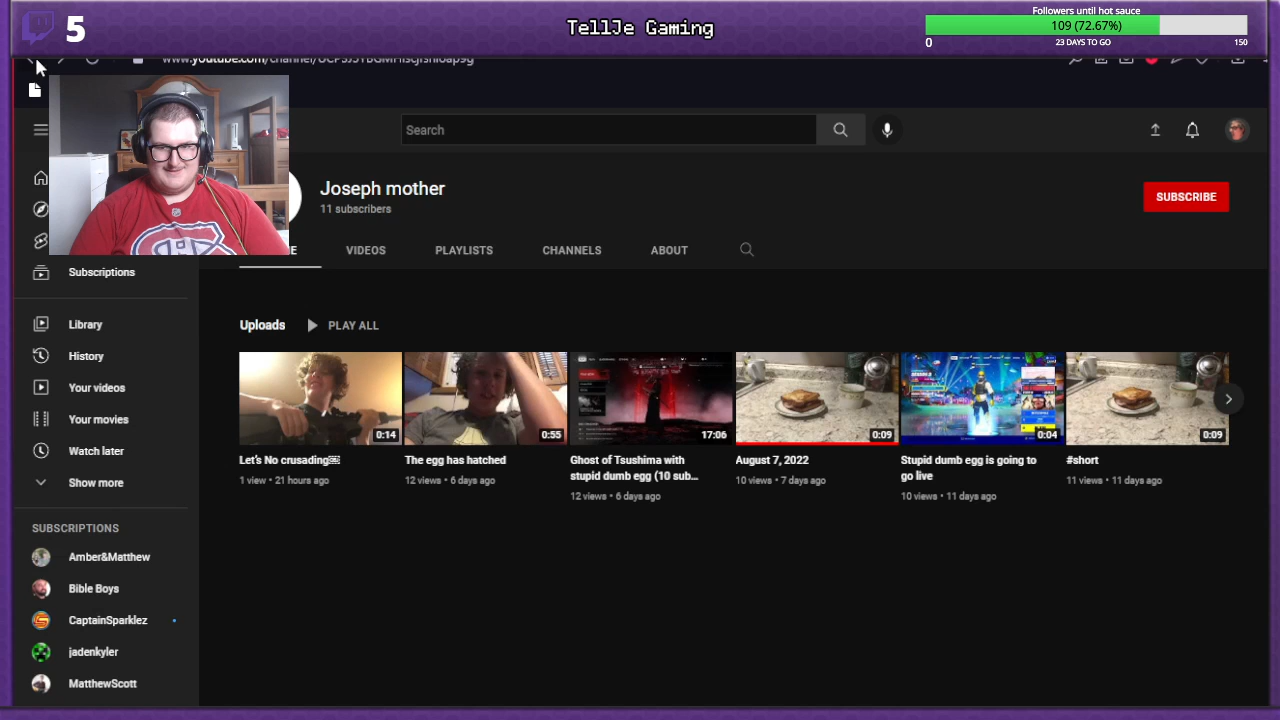 5
TellJe Gaming
Followers until hot sauce
109 (72.67%)
0
23 DAYS TO GO
150
Search
Joseph mother
11 subscribers
SUBSCRIBE
VIDEOS
PLAYLISTS
CHANNELS
ABOUT
Subscriptions
Library
History
Your videos
Your movies
Watch later
Show more
SUBSCRIPTIONS
Amber&Matthew
Bible Boys
CaptainSparklez
jadenkyler
MatthewScott
Uploads
PLAY ALL
0:14
Let's No crusading
1 view • 21 hours ago
0:55
The egg has hatched
12 views • 6 days ago
17:06
Ghost of Tsushima with
stupid dumb egg (10 sub...
12 views • 6 days ago
0:09
August 7, 2022
10 views • 7 days ago
0:04
Stupid dumb egg is going to
go live
10 views • 11 days ago
0:09
#short
11 views • 11 days ago